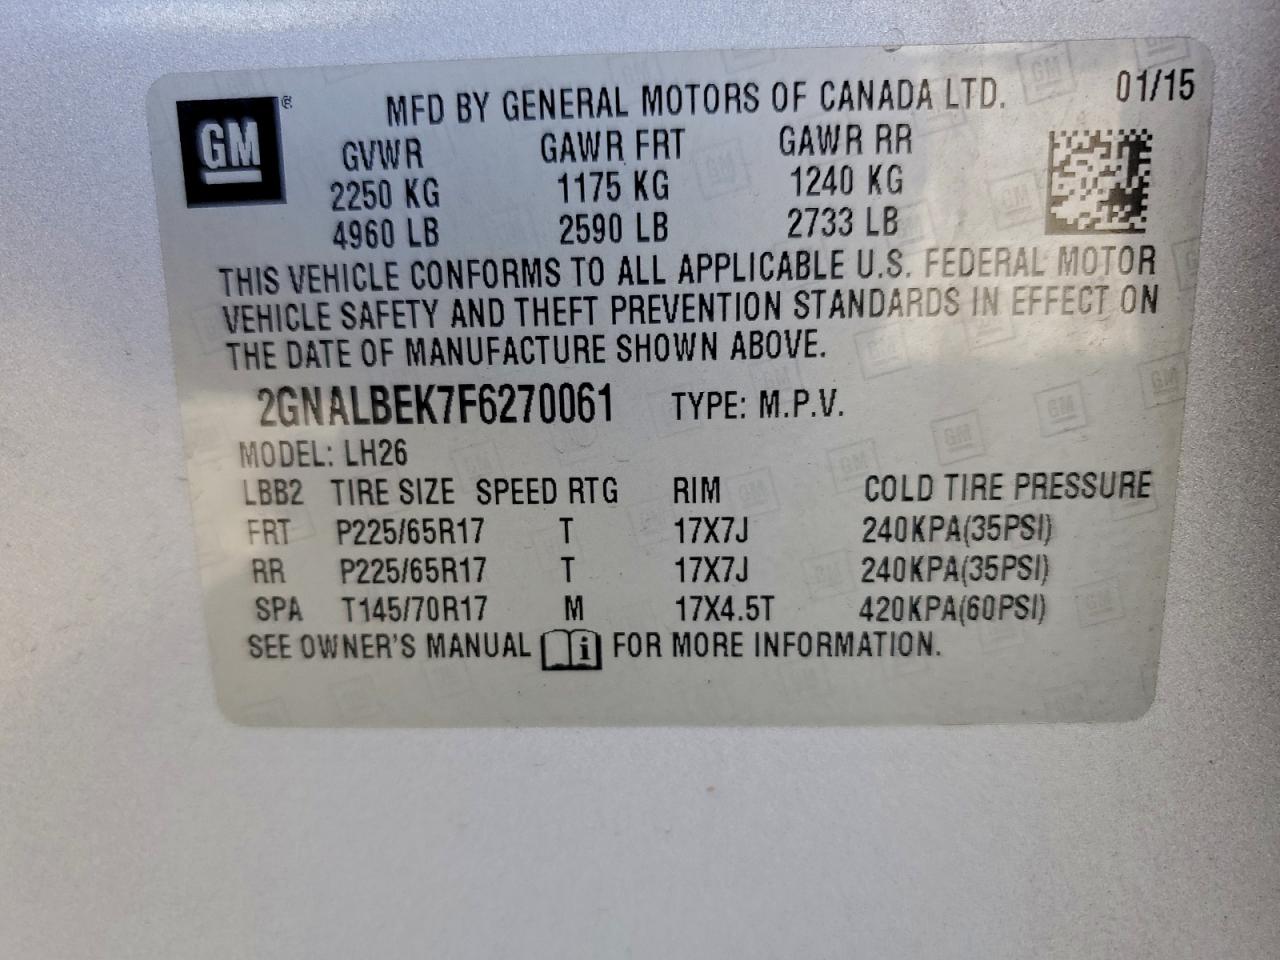 GM® MFD BY GENERAL MOTORS OF CANADA LTD. 01/15
GVWR GAWR FRT GAWR RR
2250 KG 1175 KG 1240 KG
4960 LB 2590 LB 2733 LB
THIS VEHICLE CONFORMS TO ALL APPLICABLE U.S. FEDERAL MOTOR
VEHICLE SAFETY AND THEFT PREVENTION STANDARDS IN EFFECT ON
THE DATE OF MANUFACTURE SHOWN ABOVE.
2GNALBEK7F6270061 TYPE: M.P.V.
MODEL: LH26
LBB2 TIRE SIZE SPEED RTG RIM COLD TIRE PRESSURE
FRT P225/65R17 T 17X7J 240KPA(35PSI)
RR P225/65R17 T 17X7J 240KPA(35PSI)
SPA T145/70R17 M 17X4.5T 420KPA(60PSI)
SEE OWNER'S MANUAL i FOR MORE INFORMATION.